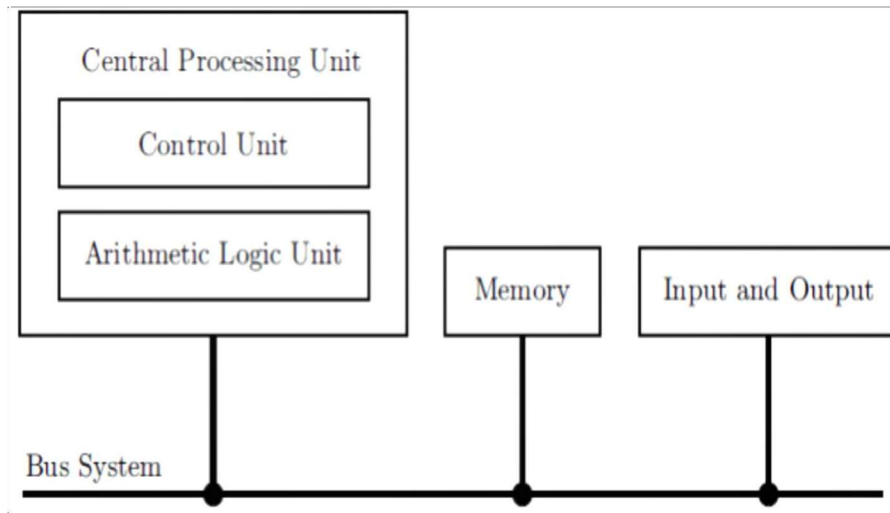 Central Processing Unit
Control Unit
Arithmetic Logic Unit
Memory
Input and Output
Bus System